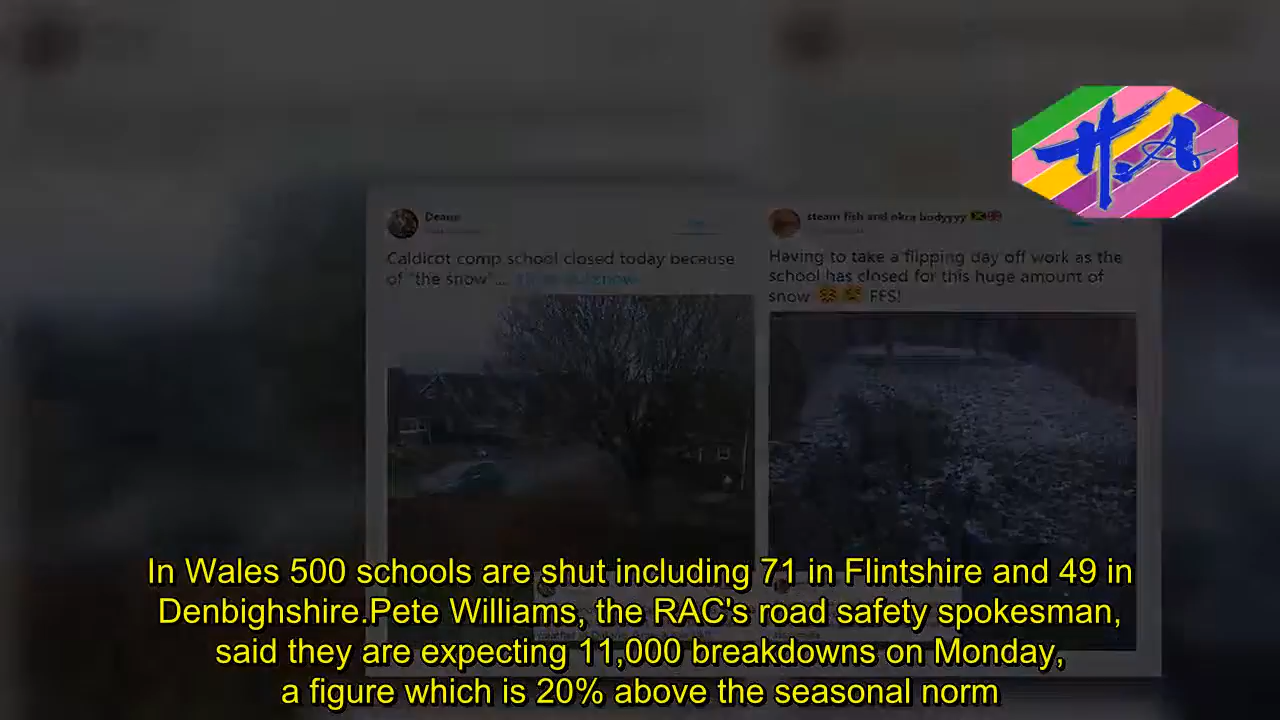 Deann
Caldicot comp school closed today because
of "the snow"...
steam fish and okra bodyyyy
Having to take a flipping day off work as the
school has closed for this huge amount of
snow FFS!
H.A
In Wales 500 schools are shut including 71 in Flintshire and 49 in
Denbighshire.Pete Williams, the RAC's road safety spokesman,
said they are expecting 11,000 breakdowns on Monday,
a figure which is 20% above the seasonal norm